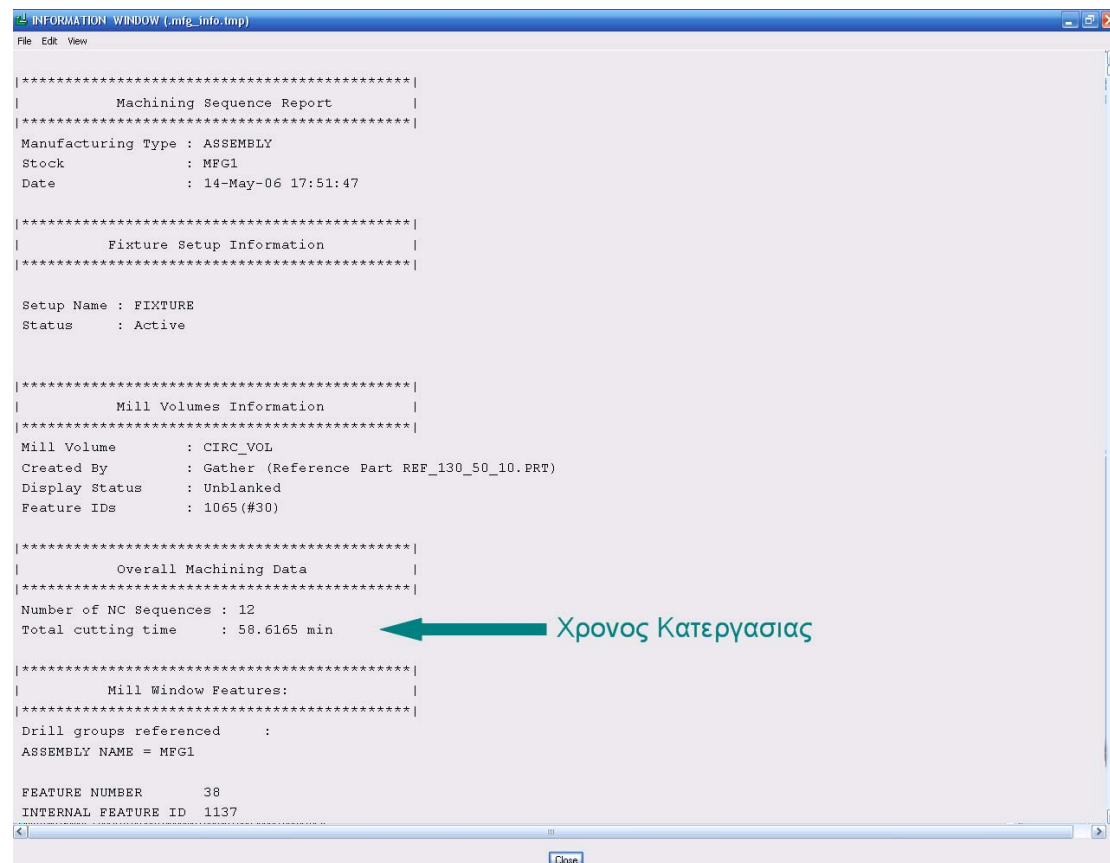 INFORMATION WINDOW (.mfg_info.tmp)
File Edit View
|*********************************************|
| Machining Sequence Report |
|*********************************************|
Manufacturing Type : ASSEMBLY
Stock : MFG1
Date : 14-May-06 17:51:47
|*********************************************|
| Fixture Setup Information |
|*********************************************|
Setup Name : FIXTURE
Status : Active
|*********************************************|
| Mill Volumes Information |
|*********************************************|
Mill Volume : CIRC_VOL
Created By : Gather (Reference Part REF_130_50_10.PRT)
Display Status : Unblanked
Feature IDs : 1065(#30)
|*********************************************|
| Overall Machining Data |
|*********************************************|
Number of NC Sequences : 12
Total cutting time : 58.6165 min
Χρονος Κατεργασιας
|*********************************************|
| Mill Window Features: |
|*********************************************|
Drill groups referenced :
ASSEMBLY NAME = MFG1
FEATURE NUMBER 38
INTERNAL FEATURE ID 1137
Close